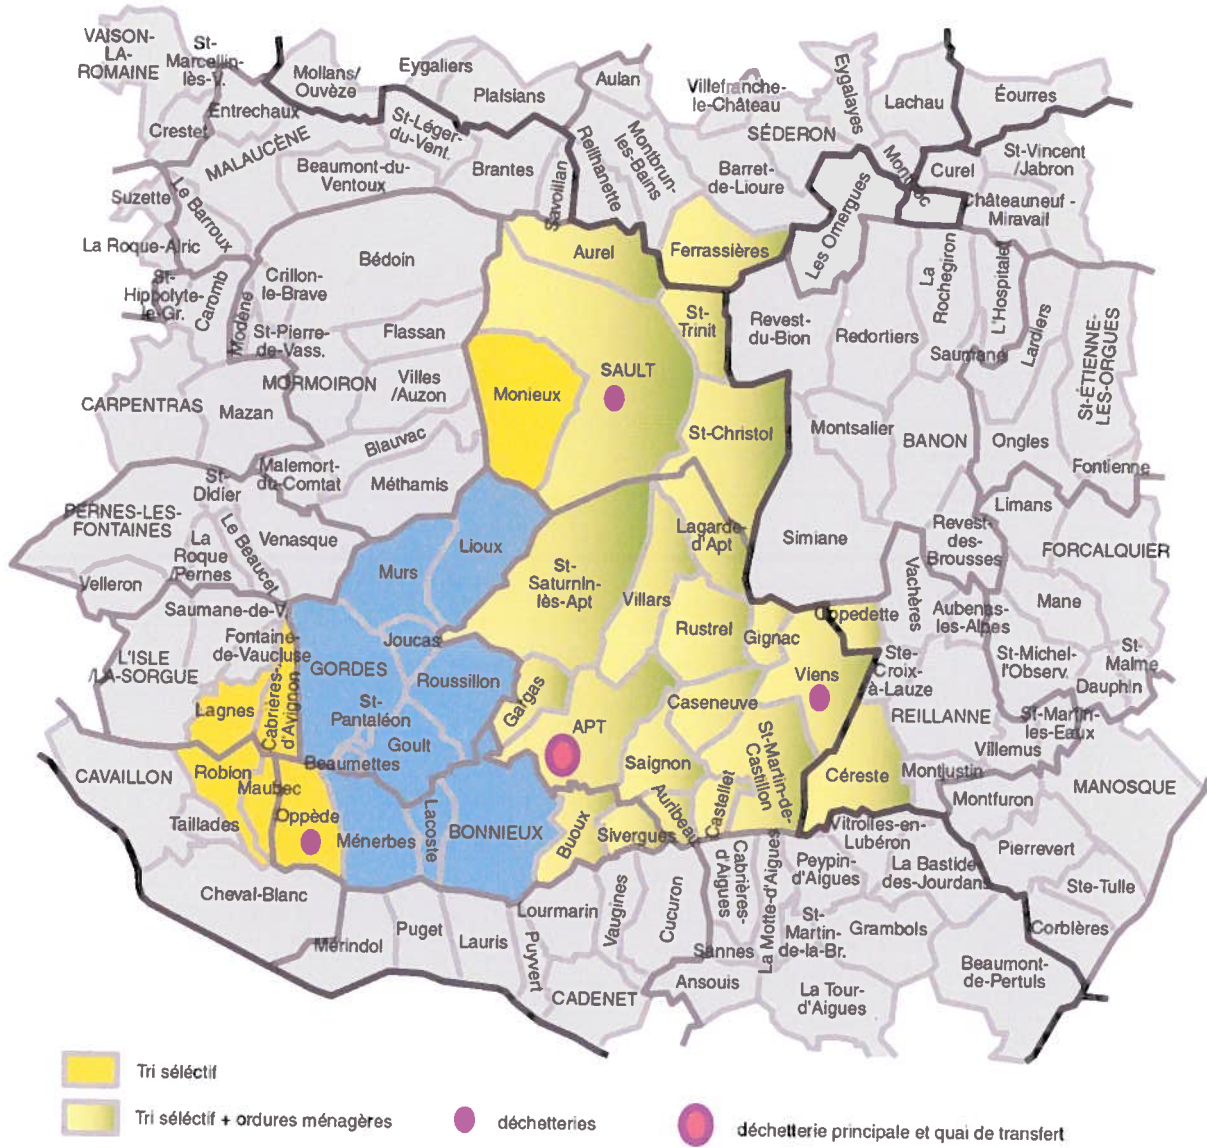 VAISON-
LA-
ROMAINE
St-
Marcellin-
lès-V.
Mollans/
Ouvèze
Eygaliers
Plaisians
Aulan
Villefranche-
le-Château
Eygalayes
Lachau
Éourres
Crestet
Entrechaux
MALAUCÈNE
St-Léger-
du-Vent.
Brantes
Savoillan
Reilhanette
Montbrun-
les-Bains
SÉDERON
Barret-
de-Lioure
Curel
St-Vincent
/Jabron
Châteauneuf -
Miravail
Les Omergues
Beaumont-du-
Ventoux
Suzette
Le Barroux
La Roque-Alric
St-
Hippolyte-
le-Gr.
Caromb
Modène
Crillon-
le-Brave
Bédoin
Aurel
Ferrassières
La
Rochegiron
L'Hospitalet
Lardiers
St-ÉTIENNE-
LES-ORGUES
St-Pierre-
de-Vass.
Flassan
St-
Trinit
Revest-
du-Bion
Redortiers
Saumane
MORMOIRON
Villes
/Auzon
Monieux
SAULT
CARPENTRAS
Mazan
Blauvac
St-Christol
Montsalier
BANON
Ongles
Fontienne
Malemort-
du-Comtat
Méthamis
St-
Didier
PERNES-LES-
FONTAINES
La
Roque
/Pernes
Le Beaucet
Venasque
Velleron
Lioux
Murs
Lagarde-
d'Apt
Simiane
Limans
Revest-
des-
Brousses
FORCALQUIER
St-
Saturnin-
lès-Apt
Villars
Vachères
Saumane-de-V.
Joucas
Rustrel
Gignac
Oppedette
Aubenas-
les-Alpes
Mane
Fontaine-
de-Vaucluse
L'ISLE
/LA-SORGUE
GORDES
Roussillon
Viens
Ste-
Croix-
à-Lauze
St-Michel-
l'Observ.
St-
Malme
Dauphin
Lagnes
Cabrières-
d'Avignon
St-
Pantaléon
Gargas
APT
Caseneuve
REILLANNE
St-Martin-
les-Eaux
Villemus
Goult
Beaumettes
CAVAILLON
Robion
Maubec
Saignon
St-Martin-de-
Castillon
Céreste
Montjustin
MANOSQUE
Taillades
Oppède
Ménerbes
Lacoste
BONNIEUX
Buoux
Sivergues
Auribeau
Castellet
Montfuron
Vitrolles-en-
Lubéron
Pierrevert
Cheval-Blanc
Cabrières-
d'Aigues
La Motte-d'Aigues
Peypin-
d'Aigues
La Bastide
des-Jourdans
Ste-Tulle
Mérindol
Puget
Lauris
Lourmarin
Puyvert
Vaugines
Cucuron
Sannes
St-
Martin-
de-la-Br.
Grambois
Corbières
CADENET
Ansouis
La Tour-
d'Aigues
Beaumont-
de-Pertuis
Tri séléctif
Tri séléctif + ordures ménagères
déchetteries
déchetterie principale et quai de transfert